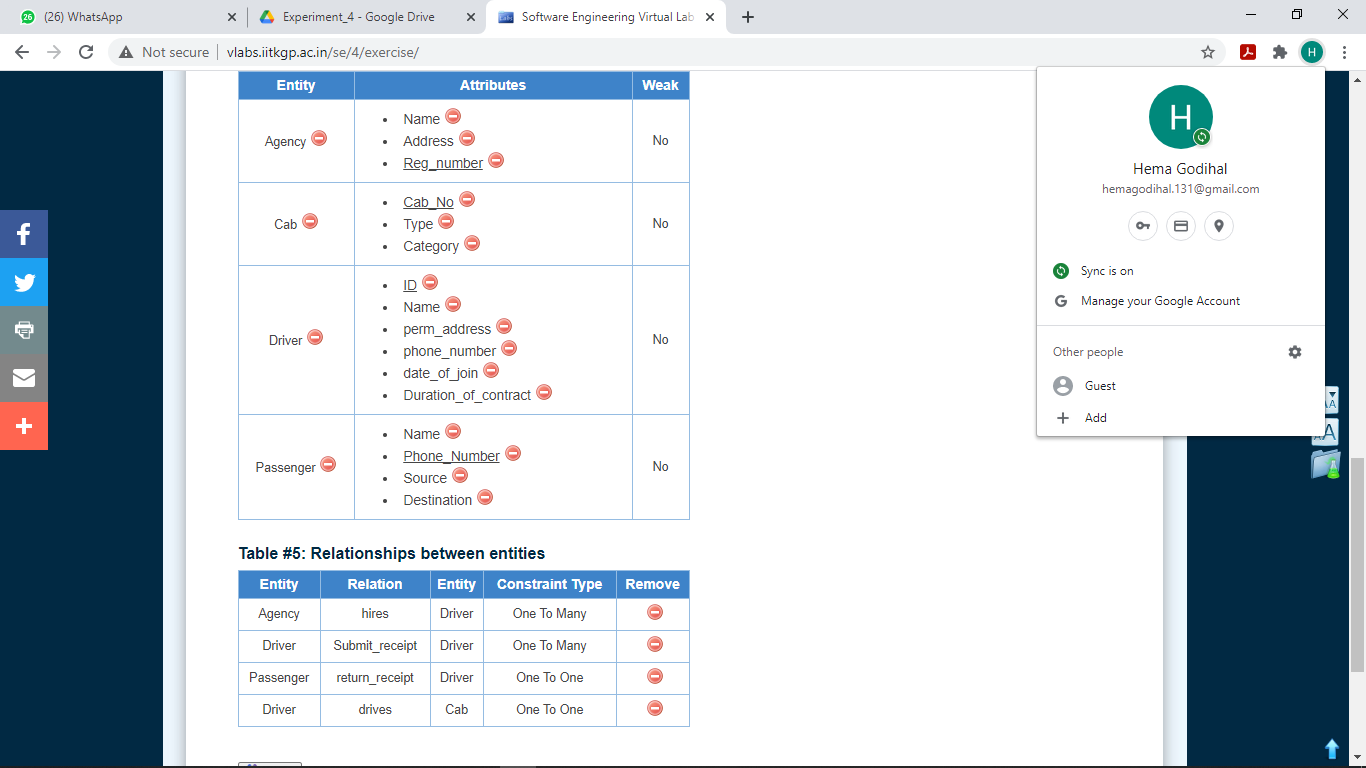 26 (26) WhatsApp
Experiment_4 - Google Drive
Software Engineering Virtual Lab
Not secure vlabs.iitkgp.ac.in/se/4/exercise/
H
Entity Attributes Weak
Agency
Name
Address
Reg_number
No
Cab
Cab_No
Type
Category
No
Driver
ID
Name
perm_address
phone_number
date_of_join
Duration_of_contract
No
Passenger
Name
Phone_Number
Source
Destination
No
Table #5: Relationships between entities
Entity Relation Entity Constraint Type Remove
Agency hires Driver One To Many
Driver Submit_receipt Driver One To Many
Passenger return_receipt Driver One To One
Driver drives Cab One To One
H
Hema Godihal
hemagodihal.131@gmail.com
Sync is on
G Manage your Google Account
Other people
Guest
Add
AA
A